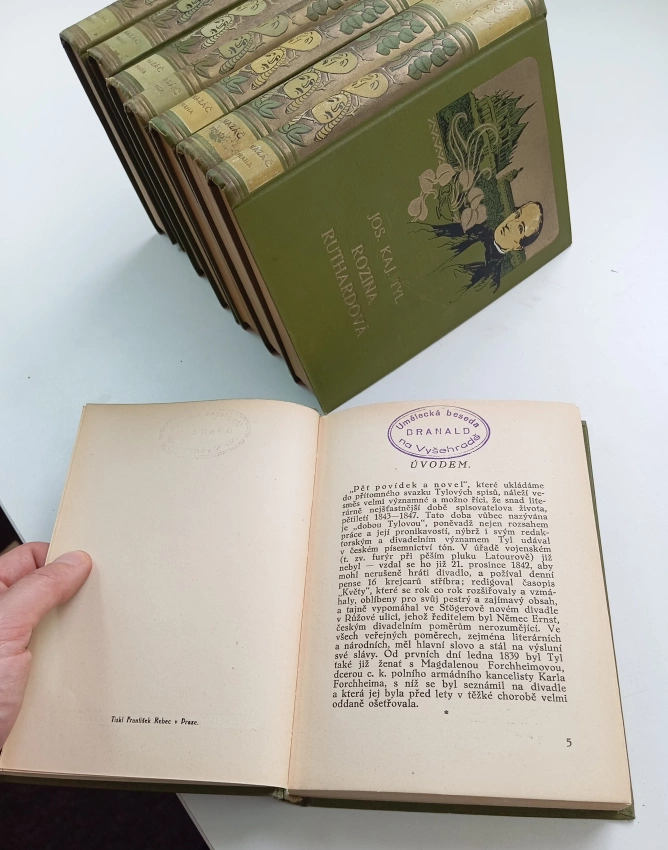 JOS. KAJ. TYL
ROZINA
RUTHARDOVÁ
Umělecká beseda
DRANALD
na Vyšehradě
ÚVODEM.
„Pět povídek a novel", které ukládáme
do přítomného svazku Tylových spisů, náleží ve-
směs velmi významné a možno říci, že snad lite-
rárně nejšťastnější době spisovatelova života,
pětiletí 1843—1847. Tato doba vůbec nazývána
je „dobou Tylovou", poněvadž nejen rozsahem
práce a její pronikavostí, nýbrž i svým redak-
torským a divadelním významem Tyl udával
v českém písemnictví tón. V úřadě vojenském
(t. zv. furýr při pěším pluku Latourově) již
nebyl — vzdal se ho již 21. prosince 1842, aby
mohl nerušeně hráti divadlo, a požíval denní
pense 16 krejcarů stříbra; redigoval časopis
„Květy", které se rok co rok rozšiřovaly a vzmá-
haly, oblíbeny pro svůj pestrý a zajímavý obsah,
a tajně vypomáhal ve Stögerově novém divadle
v Růžové ulici, jehož ředitelem byl Němec Ernst,
českým divadelním poměrům nerozumějící. Ve
všech veřejných poměrech, zejména literárních
a národních, měl hlavní slovo a stál na výsluní
své slávy. Od prvních dní ledna 1839 byl Tyl
také již ženat s Magdalenou Forchheimovou,
dcerou c. k. polního armádního kancelisty Karla
Forchheima, s níž se byl seznámil na divadle
a která jej byla před lety v těžké chorobě velmi
oddaně ošetřovala.
*
Tiskl František Rebec v Praze.
5